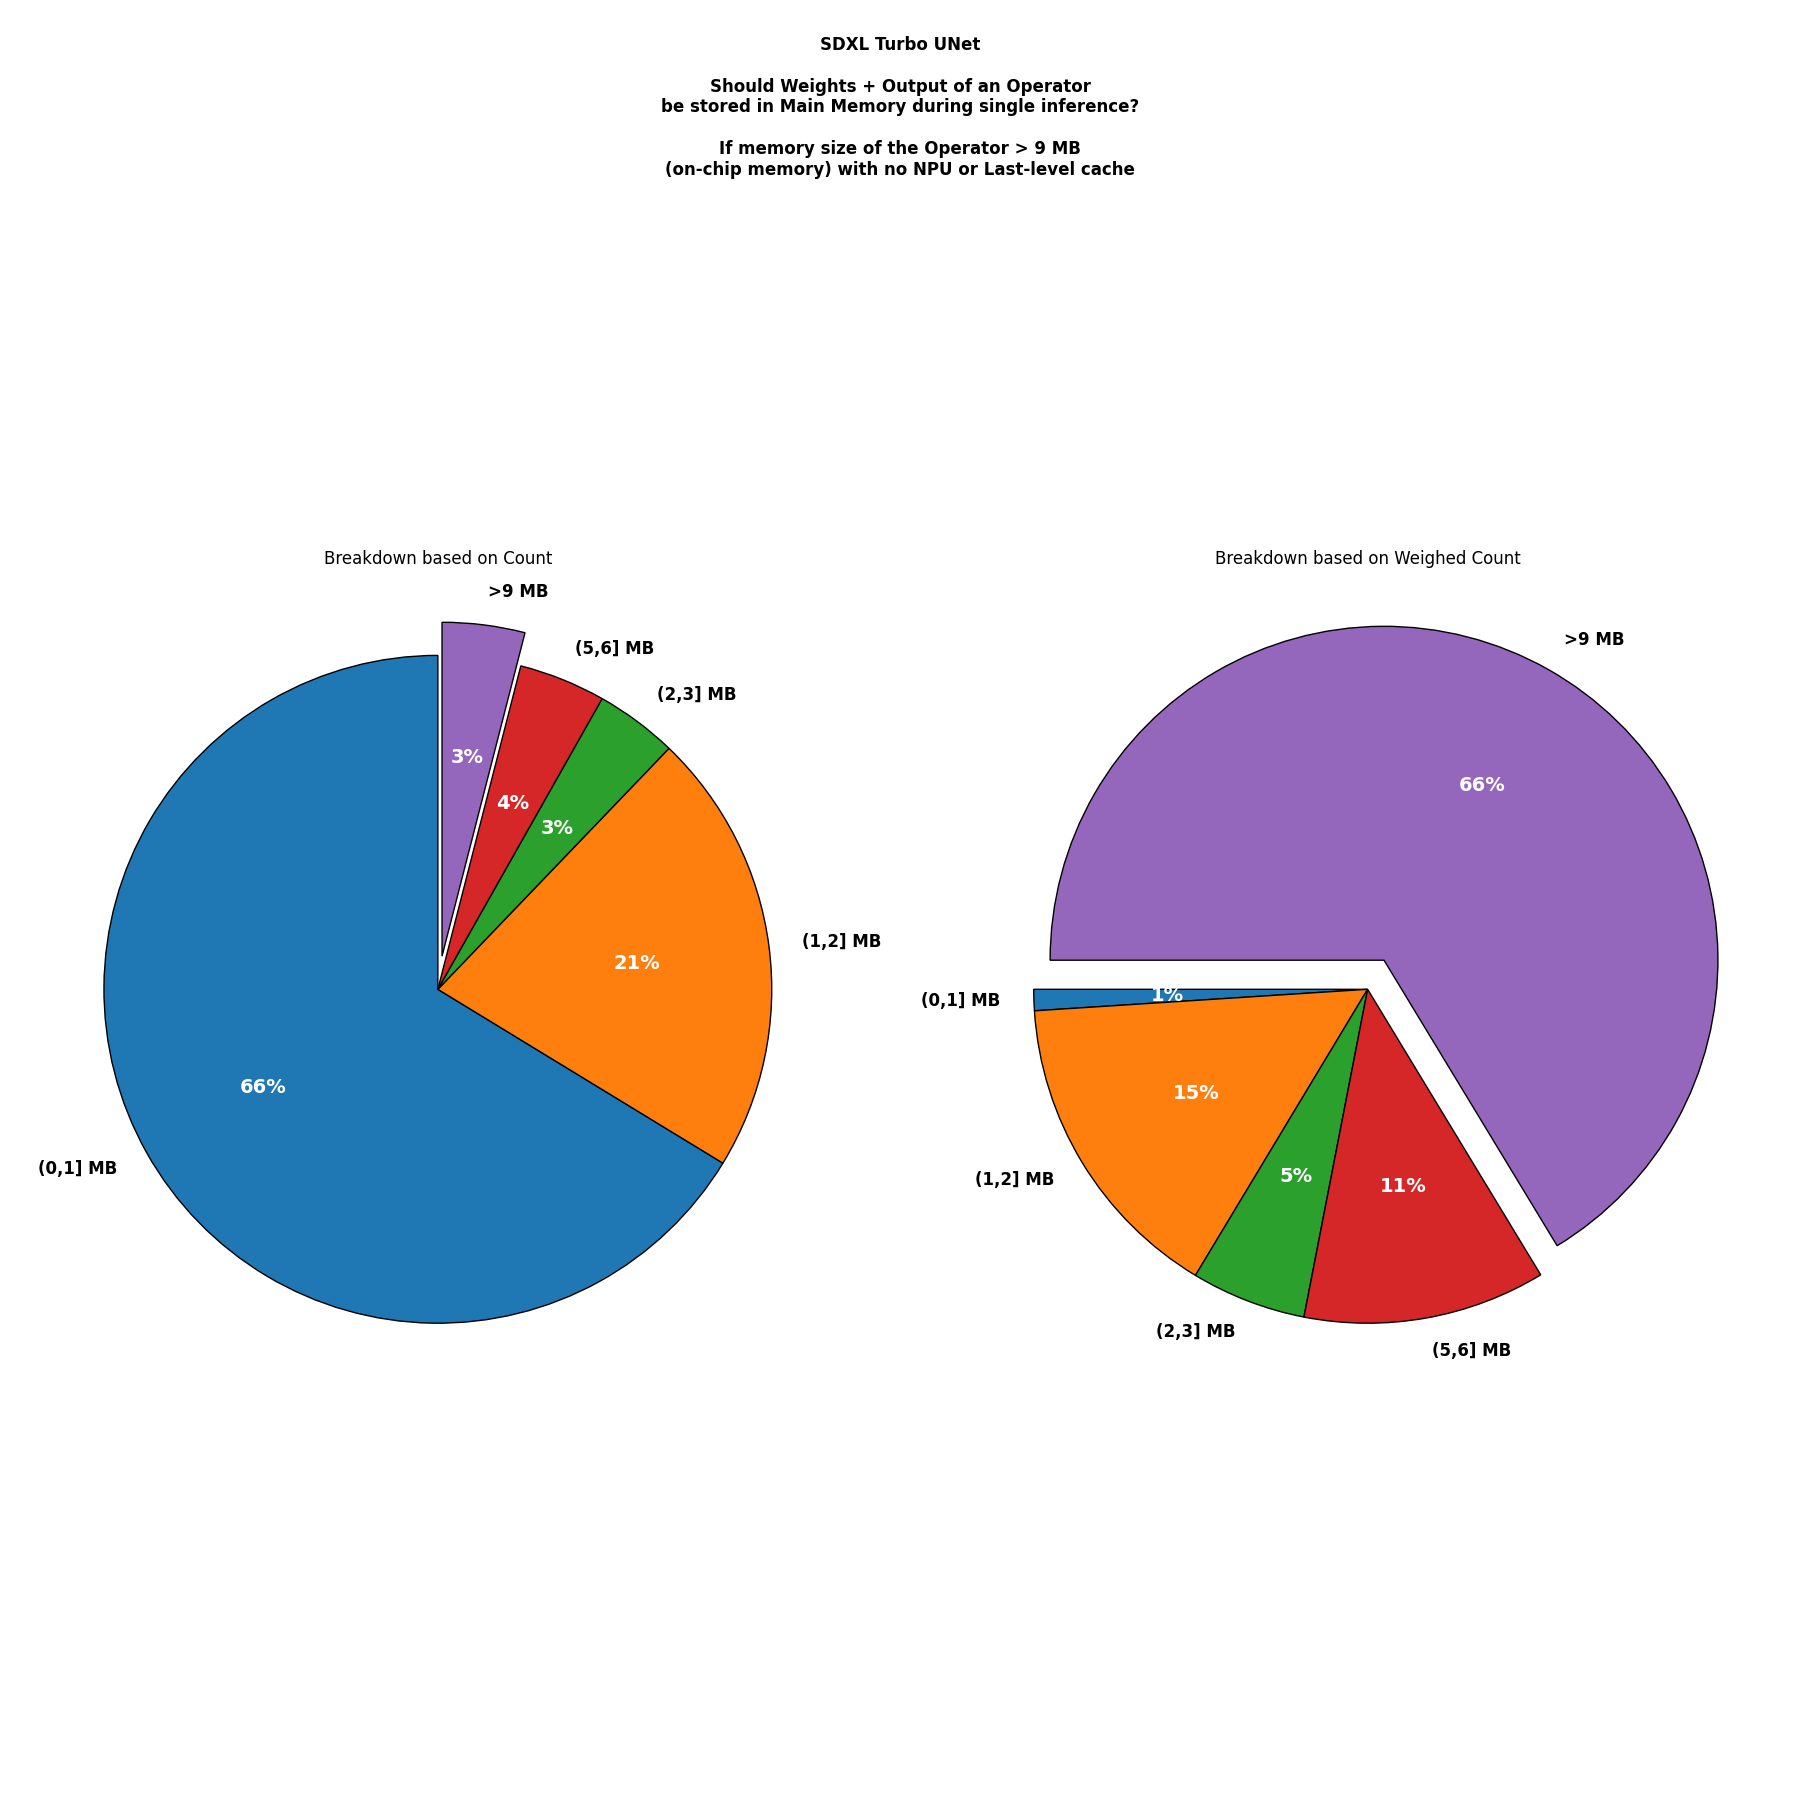 SDXL Turbo UNet
Should Weights + Output of an Operator
be stored in Main Memory during single inference?
If memory size of the Operator > 9 MB
(on-chip memory) with no NPU or Last-level cache
Breakdown based on Count
>9 MB
(5,6] MB
(2,3] MB
3%
4%
3%
(1,2] MB
21%
66%
(0,1] MB
Breakdown based on Weighed Count
>9 MB
66%
(0,1] MB
1%
15%
(1,2] MB
5%
11%
(2,3] MB
(5,6] MB